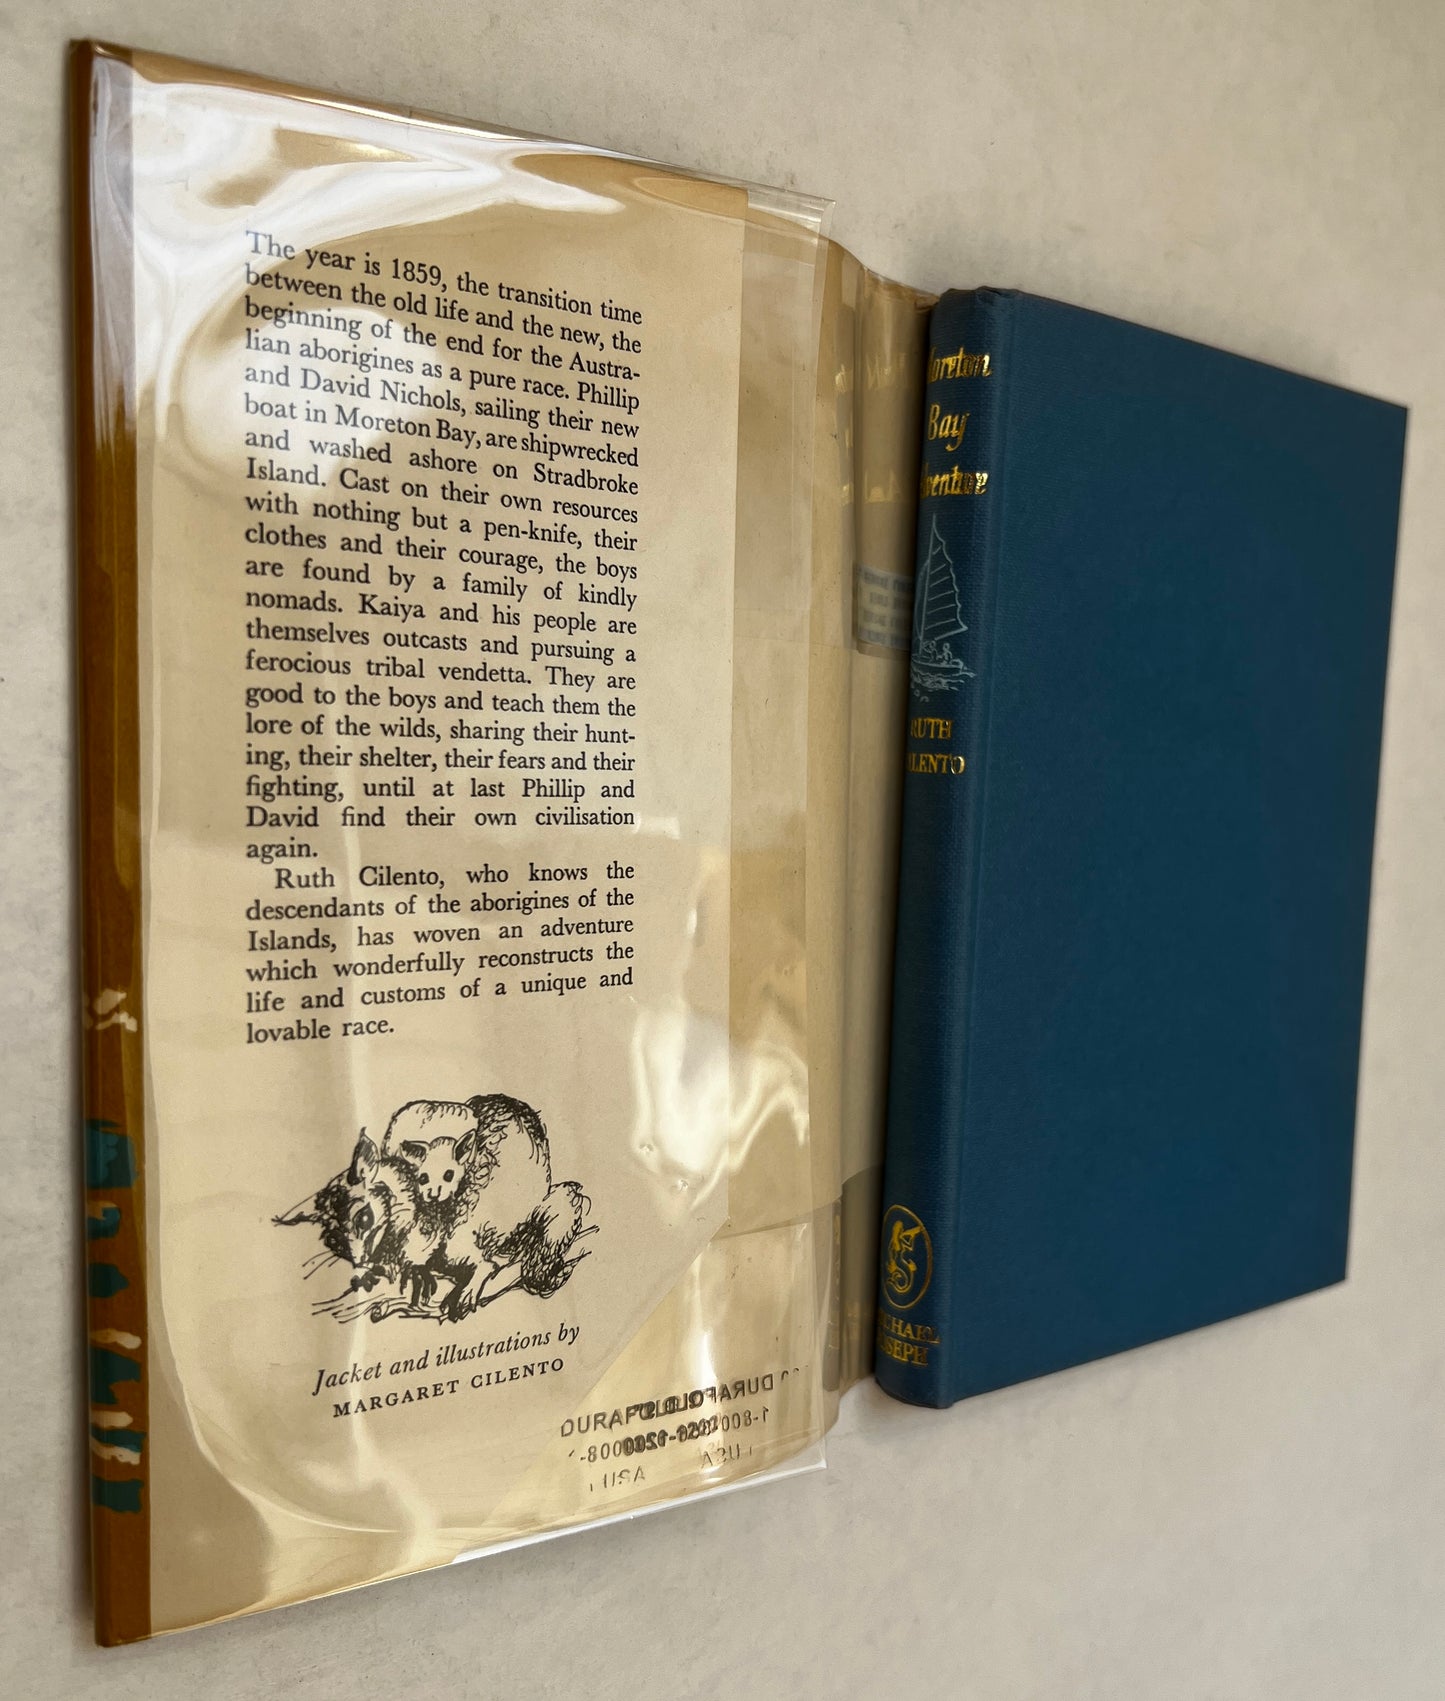 The year is 1859, the transition time
between the old life and the new, the
beginning of the end for the Austra-
lian aborigines as a pure race. Phillip
and David Nichols, sailing their new
boat in Moreton Bay, are shipwrecked
and washed ashore on Stradbroke
Island. Cast on their own resources
with nothing but a pen-knife, their
clothes and their courage, the boys
are found by a family of kindly
nomads. Kaiya and his people are
themselves outcasts and pursuing a
ferocious tribal vendetta. They are
good to the boys and teach them the
lore of the wilds, sharing their hunt-
ing, their shelter, their fears and their
fighting, until at last Phillip and
David find their own civilisation
again.
Ruth Cilento, who knows the
descendants of the aborigines of the
Islands, has woven an adventure
which wonderfully reconstructs the
life and customs of a unique and
lovable race.
Jacket and illustrations by
MARGARET CILENTO
oreton
Bay
venture
RUTH
ILENTO
CHAEL
OSEPH